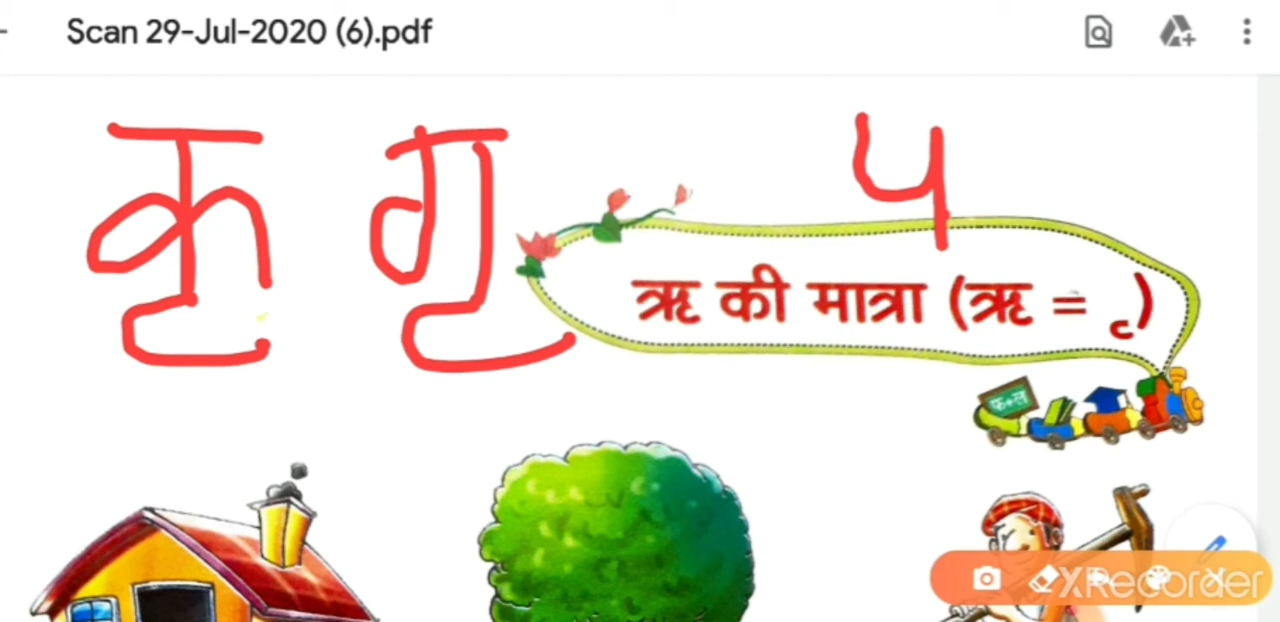 Scan 29-Jul-2020 (6).pdf
कृ गृ प
ऋ की मात्रा (ऋ = ृ)
XRecorder